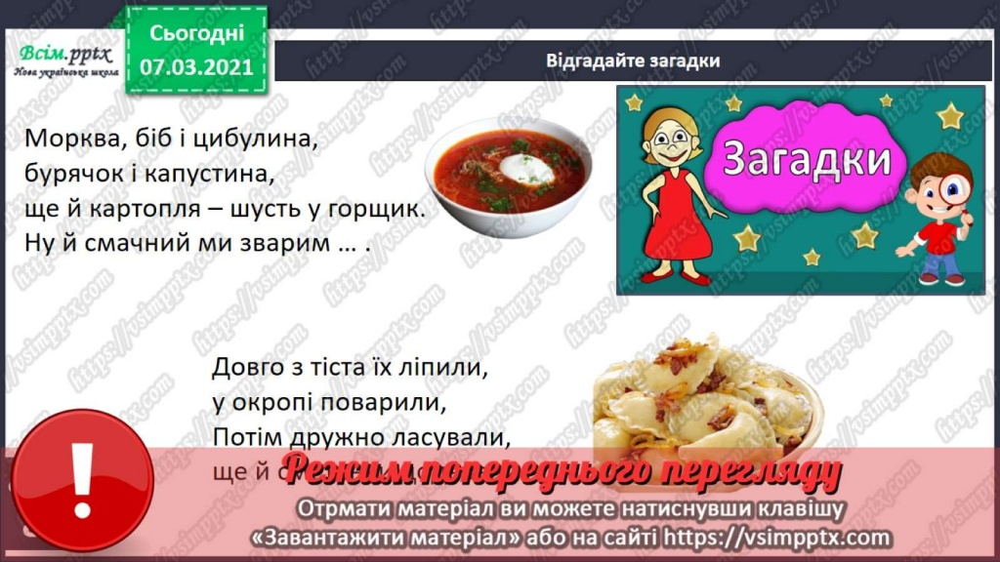 Всім.pptx
Нова українська школа
Сьогодні
07.03.2021
Відгадайте загадки
Морква, біб і цибулина,
бурячок і капустина,
ще й картопля – шусть у горщик.
Ну й смачний ми зварим ... .
Загадки
Довго з тіста їх ліпили,
у окропі поварили,
Потім дружно ласували,
ще й
Режим попереднього перегляду
Отрмати матеріал ви можете натиснувши клавішу
«Завантажити матеріал» або на сайті https://vsimpptx.com